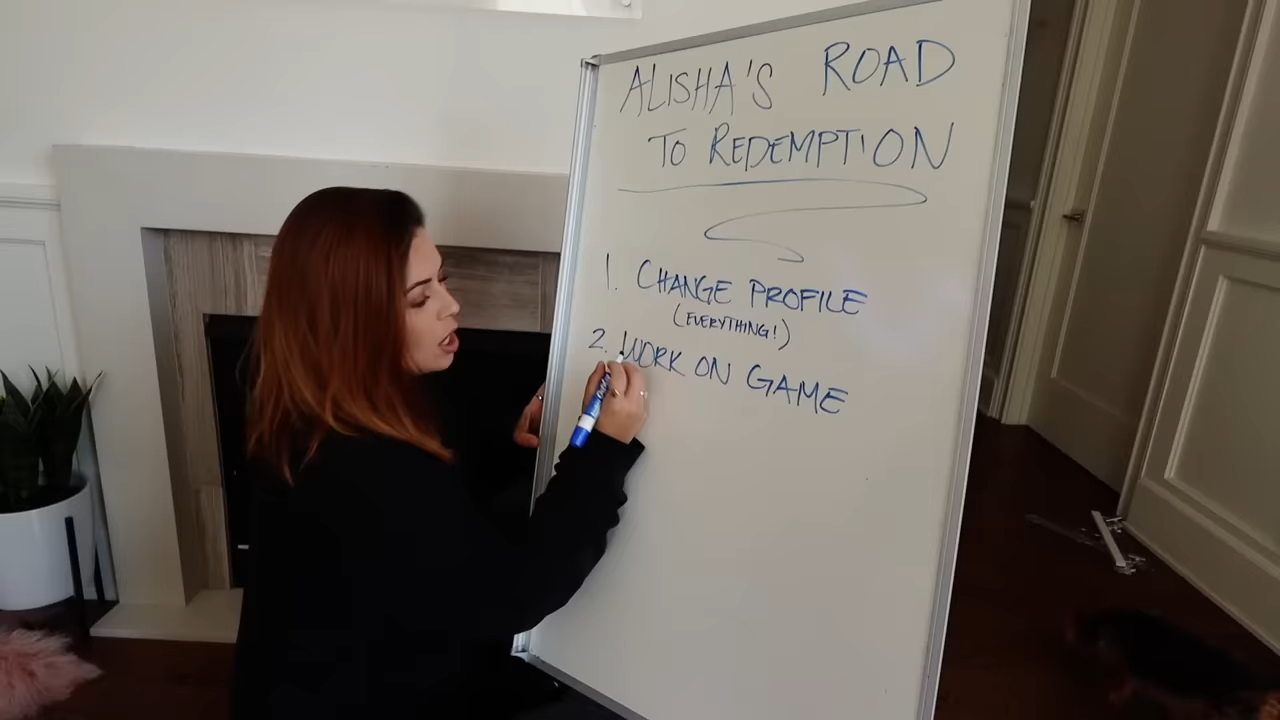 ALISHA'S ROAD
TO REDEMPTION
1. CHANGE PROFILE
(EVERYTHING!)
2. WORK ON GAME